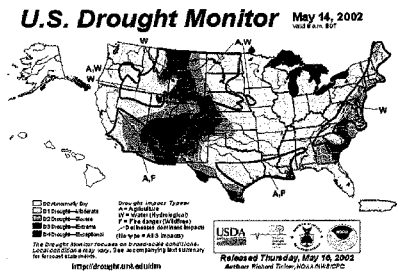 U.S. Drought Monitor
May 14, 2002
Valid 8 a.m. EDT
W
A,W
W
A,W
W
A,F
A,F
D0 Abnormally Dry
D1 Drought—Moderate
D2 Drought—Severe
D3 Drought—Extreme
D4 Drought—Exceptional
Drought Impact Types:
A = Agriculture
W = Water (Hydrological)
F = Fire danger (Wildfires)
Delineates dominant impacts
(No type = All 3 impacts)
The Drought Monitor focuses on broad-scale conditions.
Local conditions may vary. See accompanying text summary
for forecast statements.
http://drought.unl.edu/dm
USDA
Released Thursday, May 16, 2002
Author: Richard Tinker, NOAA/NWS/CPC